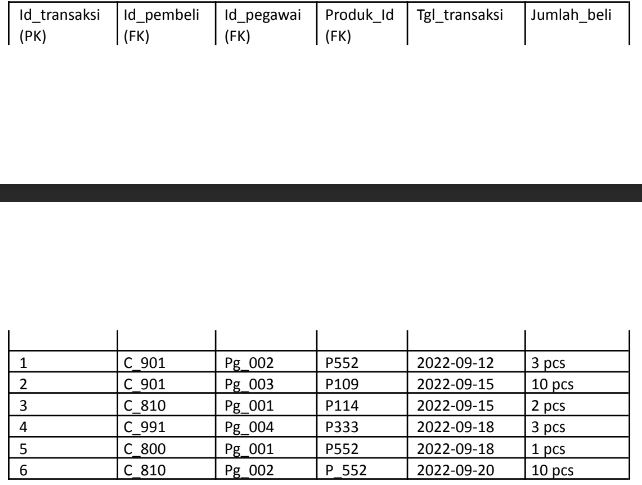 Id_transaksi Id_pembeli Id_pegawai Produk_Id Tgl_transaksi Jumlah_beli
(PK) (FK) (FK) (FK)
1 C_901 Pg_002 P552 2022-09-12 3 pcs
2 C_901 Pg_003 P109 2022-09-15 10 pcs
3 C_810 Pg_001 P114 2022-09-15 2 pcs
4 C_991 Pg_004 P333 2022-09-18 3 pcs
5 C_800 Pg_001 P552 2022-09-18 1 pcs
6 C_810 Pg_002 P_552 2022-09-20 10 pcs